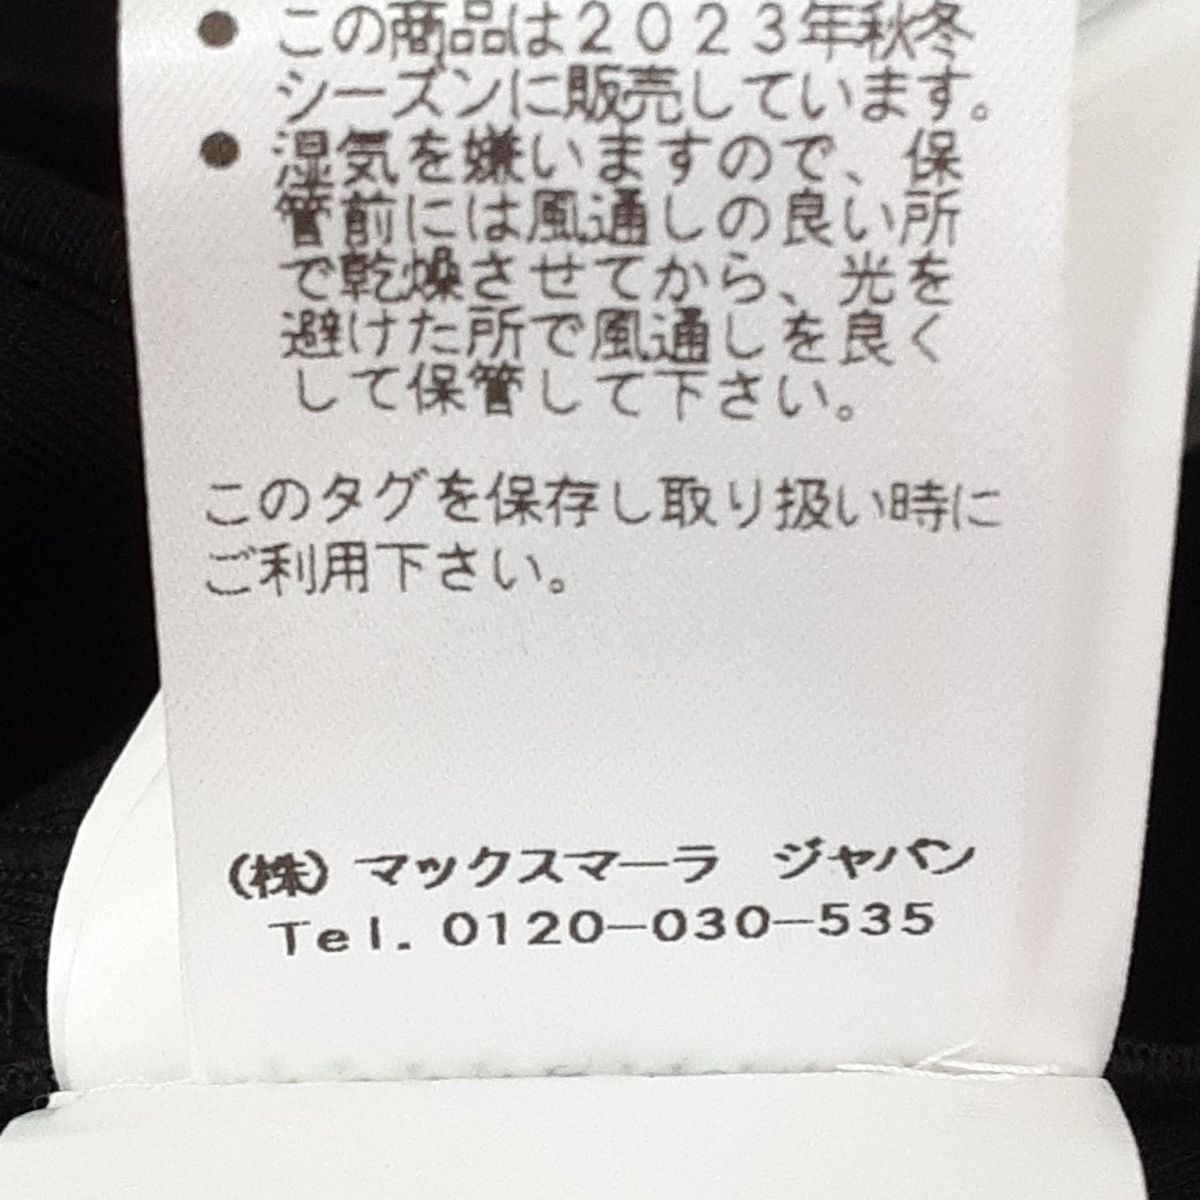 ●この商品は２０２３年秋冬
シーズンに販売しています。
●湿気を嫌いますので、保
管前には風通しの良い所
で乾燥させてから、光を
避けた所で風通しを良く
して保管して下さい。
このタグを保存し取り扱い時に
ご利用下さい。
(株) マックスマーラ ジャパン
Tel. 0120-030-535